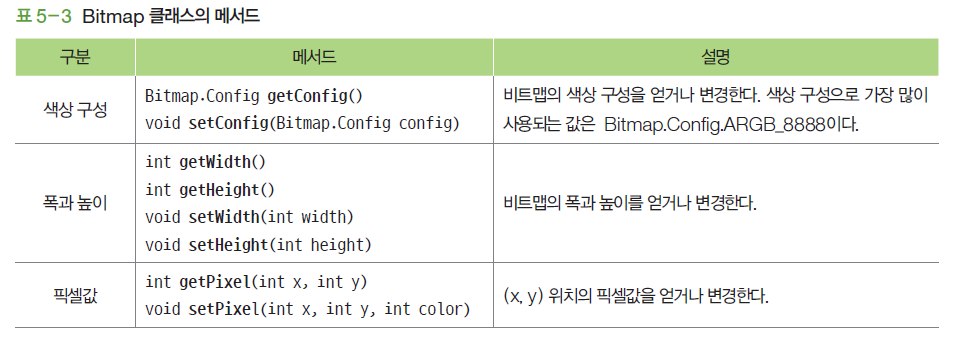 표 5-3 Bitmap 클래스의 메서드
구분 메서드 설명
색상 구성
Bitmap.Config getConfig()
void setConfig(Bitmap.Config config)
비트맵의 색상 구성을 얻거나 변경한다. 색상 구성으로 가장 많이
사용되는 값은 Bitmap.Config.ARGB_8888이다.
폭과 높이
int getWidth()
int getHeight()
void setWidth(int width)
void setHeight(int height)
비트맵의 폭과 높이를 얻거나 변경한다.
픽셀값
int getPixel(int x, int y)
void setPixel(int x, int y, int color)
(x, y) 위치의 픽셀값을 얻거나 변경한다.